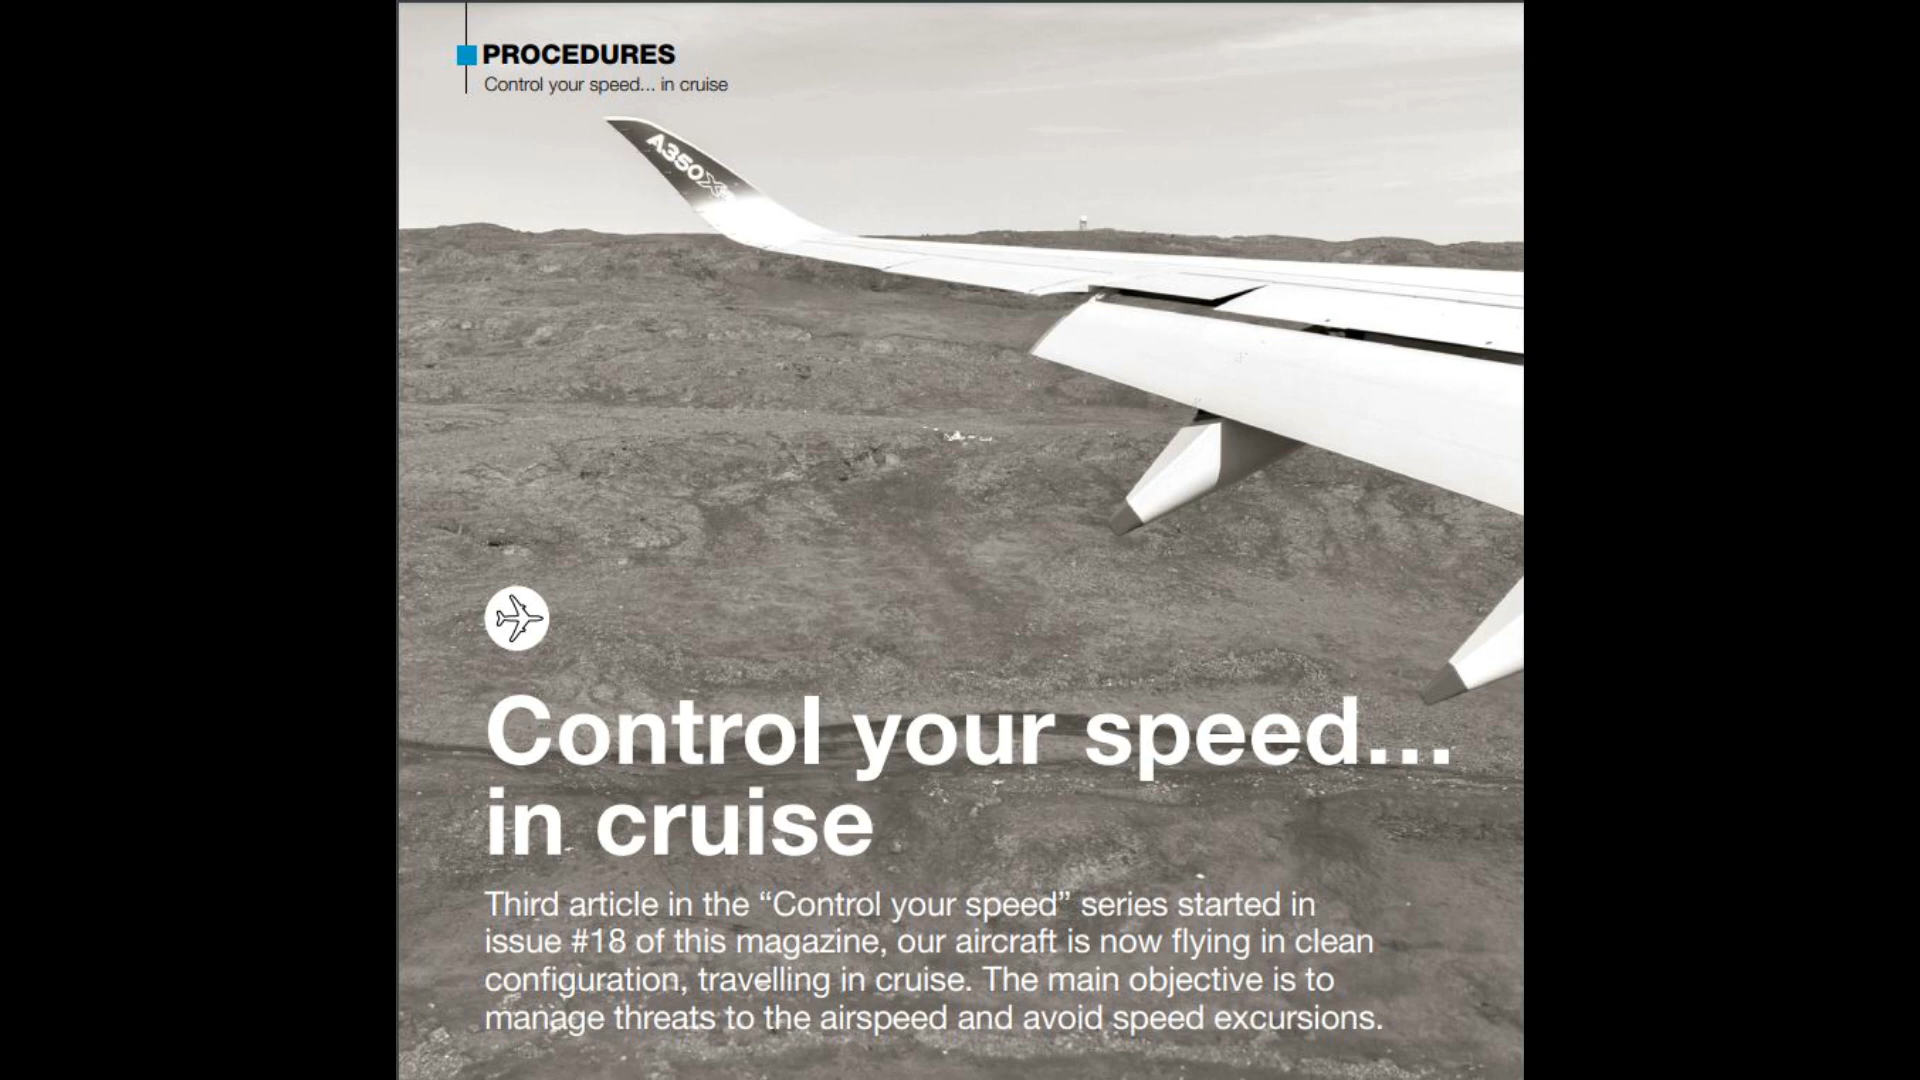 PROCEDURES
Control your speed... in cruise
A350
Control your speed...
in cruise
Third article in the “Control your speed” series started in
issue #18 of this magazine, our aircraft is now flying in clean
configuration, travelling in cruise. The main objective is to
manage threats to the airspeed and avoid speed excursions.